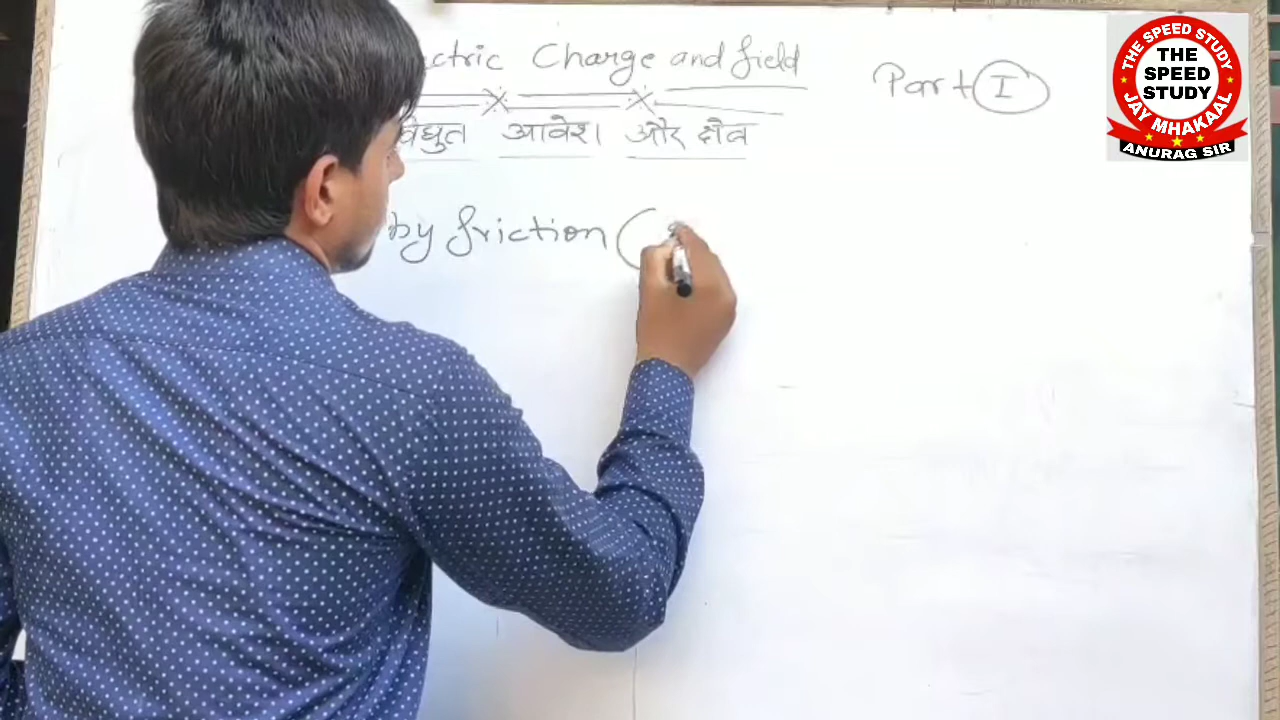 ctric Charge and field
Part I
आवेश और क्षेत्र
by friction (
THE SPEED STUDY
THE
SPEED
STUDY
JAY MHAKAAL
ANURAG SIR